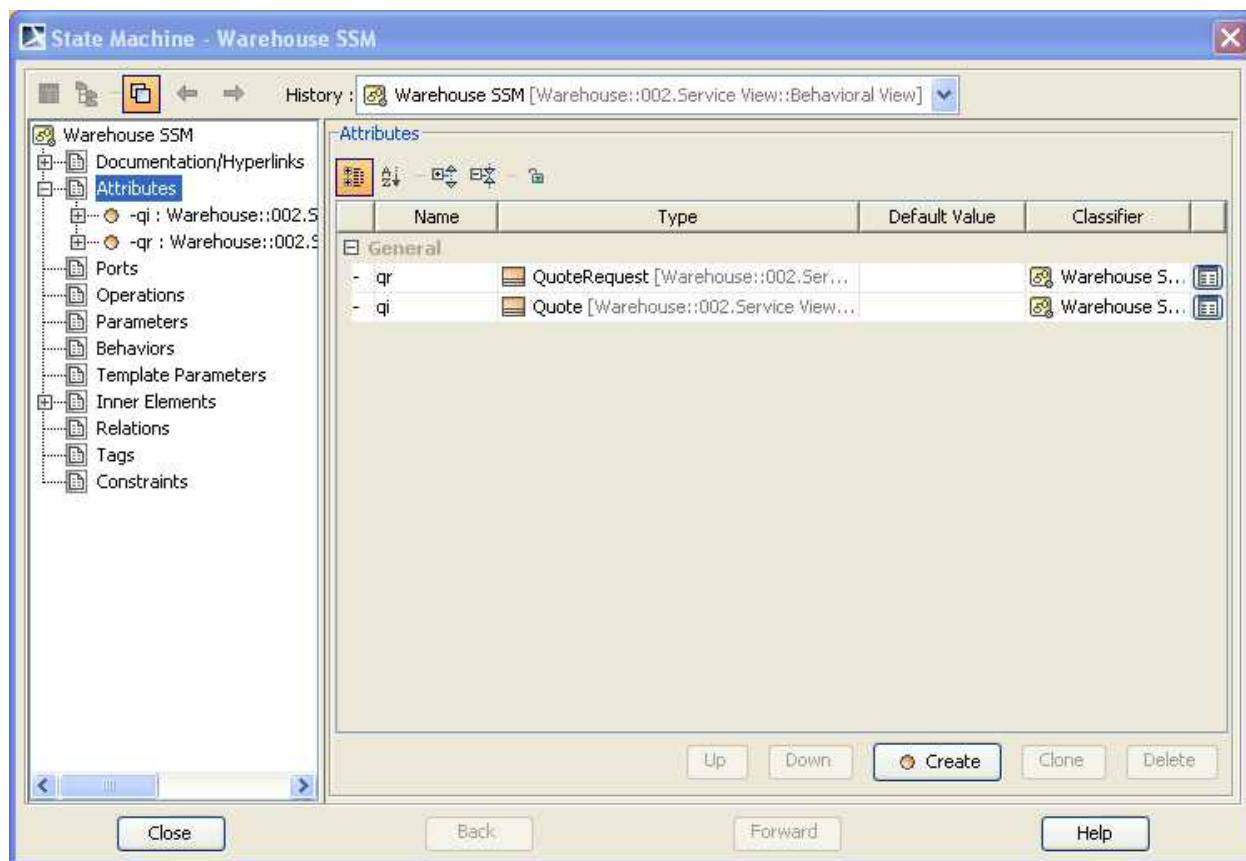 State Machine - Warehouse SSM
History : Warehouse SSM [Warehouse::002.Service View::Behavioral View]
Warehouse SSM
Documentation/Hyperlinks
Attributes
-qi : Warehouse::002.S
-qr : Warehouse::002.S
Ports
Operations
Parameters
Behaviors
Template Parameters
Inner Elements
Relations
Tags
Constraints
Attributes
Name Type Default Value Classifier
General
- qr QuoteRequest [Warehouse::002.Ser... Warehouse S...
- qi Quote [Warehouse::002.Service View... Warehouse S...
Up Down Create Clone Delete
Close Back Forward Help